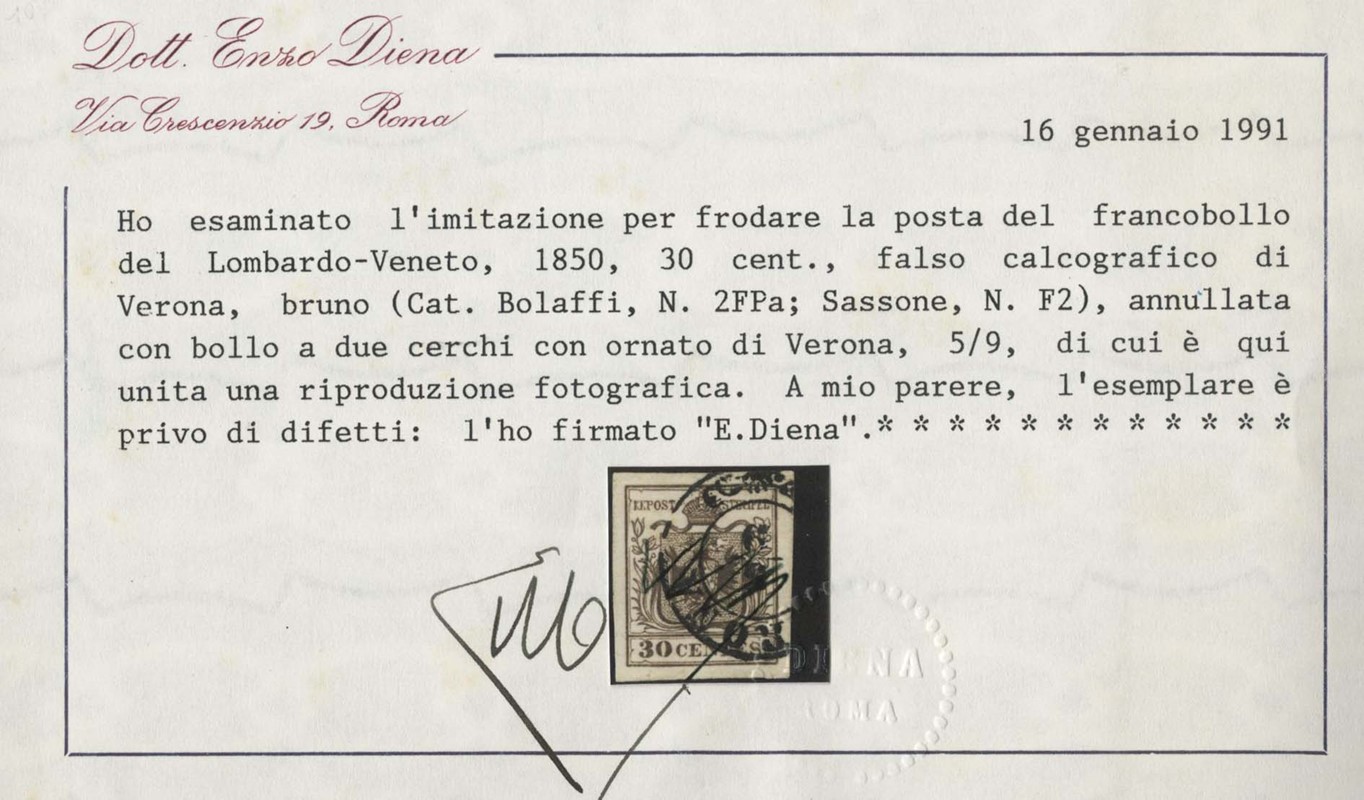 Dott. Enzo Diena
Via Crescenzio 19, Roma
16 gennaio 1991
Ho esaminato l'imitazione per frodare la posta del francobollo
del Lombardo-Veneto, 1850, 30 cent., falso calcografico di
Verona, bruno (Cat. Bolaffi, N. 2FPa; Sassone, N. F2), annullata
con bollo a due cerchi con ornato di Verona, 5/9, di cui è qui
unita una riproduzione fotografica. A mio parere, l'esemplare è
privo di difetti: l'ho firmato "E.Diena".* * * * * * * * * * * *
30
DIENA
ROMA